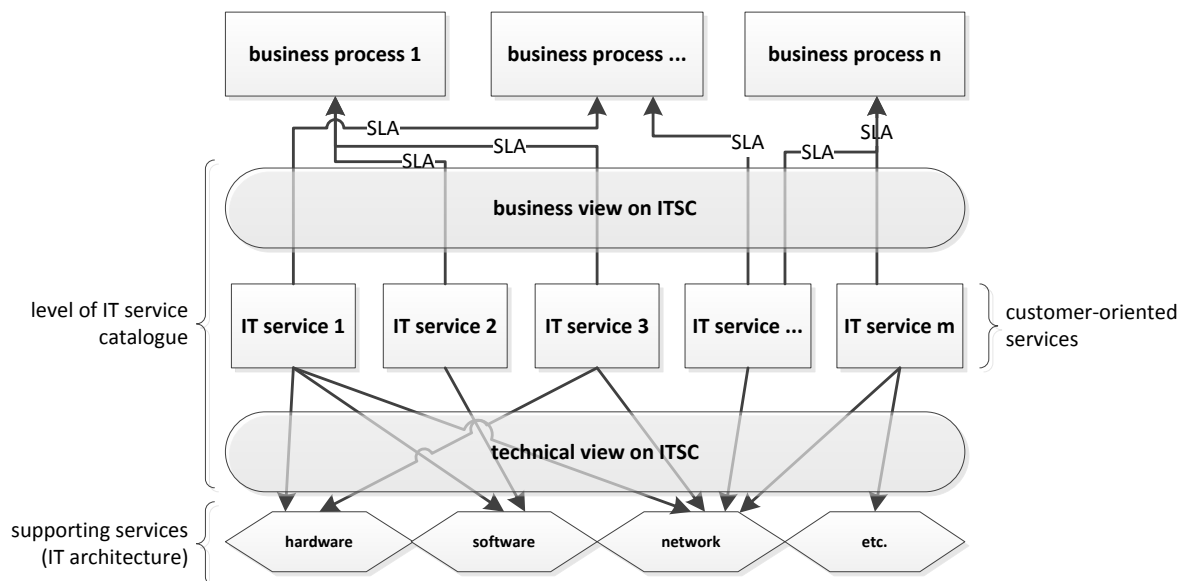 business process 1
business process ...
business process n
SLA
SLA
SLA
SLA
SLA
SLA
business view on ITSC
level of IT service
catalogue
IT service 1
IT service 2
IT service 3
IT service ...
IT service m
customer-oriented
services
technical view on ITSC
supporting services
(IT architecture)
hardware
software
network
etc.